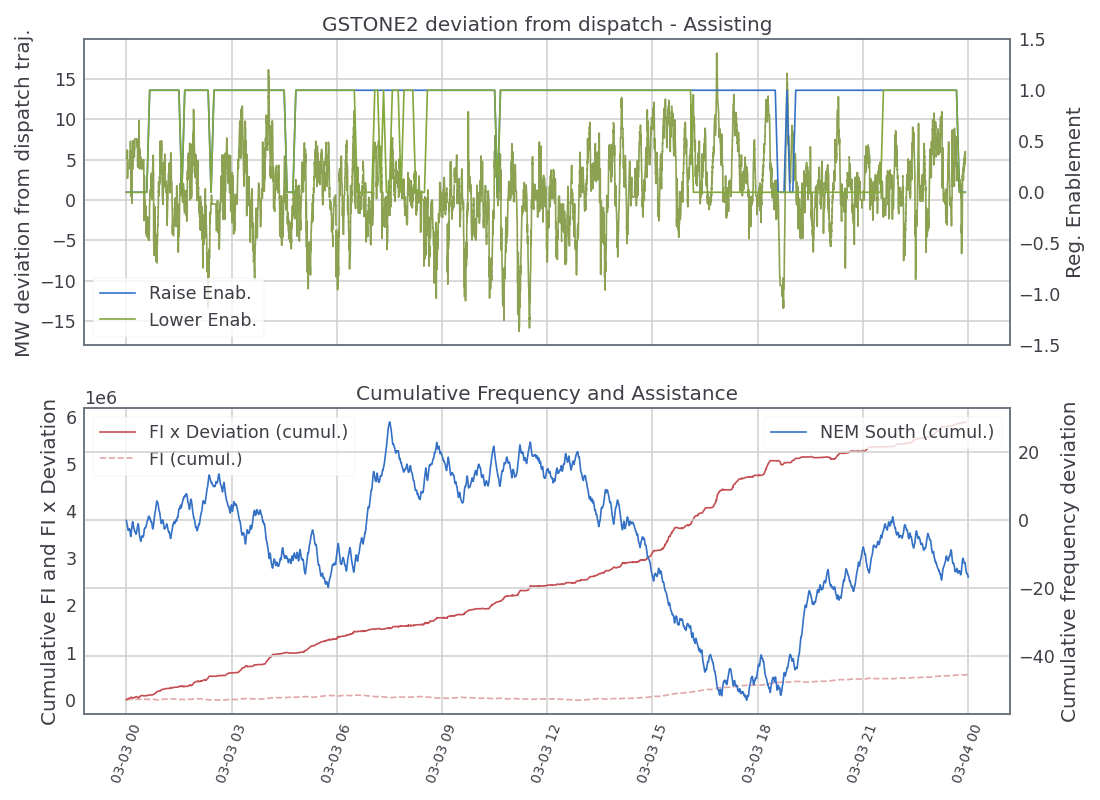 GSTONE2 deviation from dispatch - Assisting
MW deviation from dispatch traj.
15
10
5
0
−5
−10
−15
1.5
1.0
0.5
0.0
−0.5
−1.0
−1.5
Reg. Enablement
Raise Enab.
Lower Enab.
Cumulative Frequency and Assistance
1e6
Cumulative FI and FI x Deviation
6
5
4
3
2
1
0
FI x Deviation (cumul.)
FI (cumul.)
NEM South (cumul.)
20
0
−20
−40
Cumulative frequency deviation
03-03 00
03-03 03
03-03 06
03-03 09
03-03 12
03-03 15
03-03 18
03-03 21
03-04 00